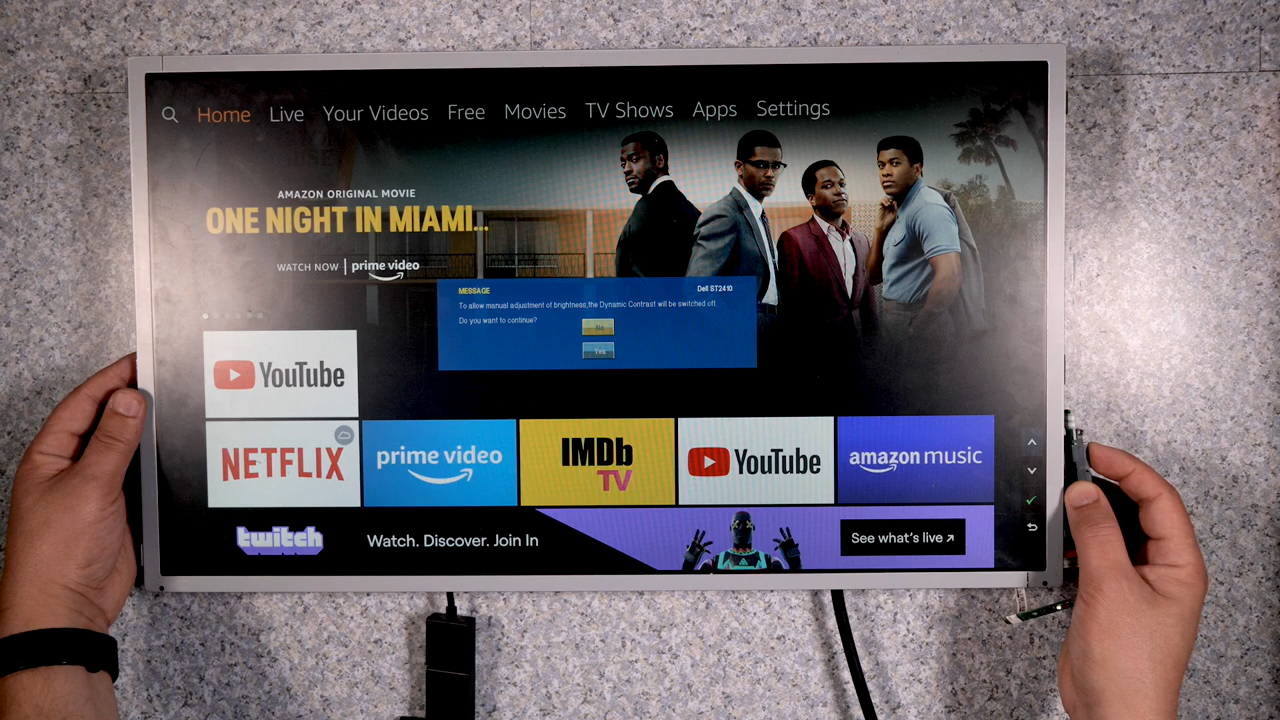 Home Live Your Videos Free Movies TV Shows Apps Settings
AMAZON ORIGINAL MOVIE
ONE NIGHT IN MIAMI...
WATCH NOW | prime video
MESSAGE Dell ST2410
To allow manual adjustment of brightness,the Dynamic Contrast will be switched off.
Do you want to continue?
No
Yes
YouTube
NETFLIX
prime video
IMDb
TV
YouTube
amazon music
twitch
Watch. Discover. Join In
See what's live